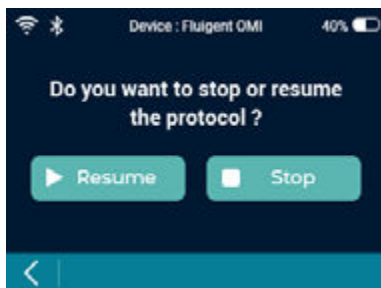 Device : Fluigent OMI 40%
Do you want to stop or resume
the protocol ?
Resume Stop